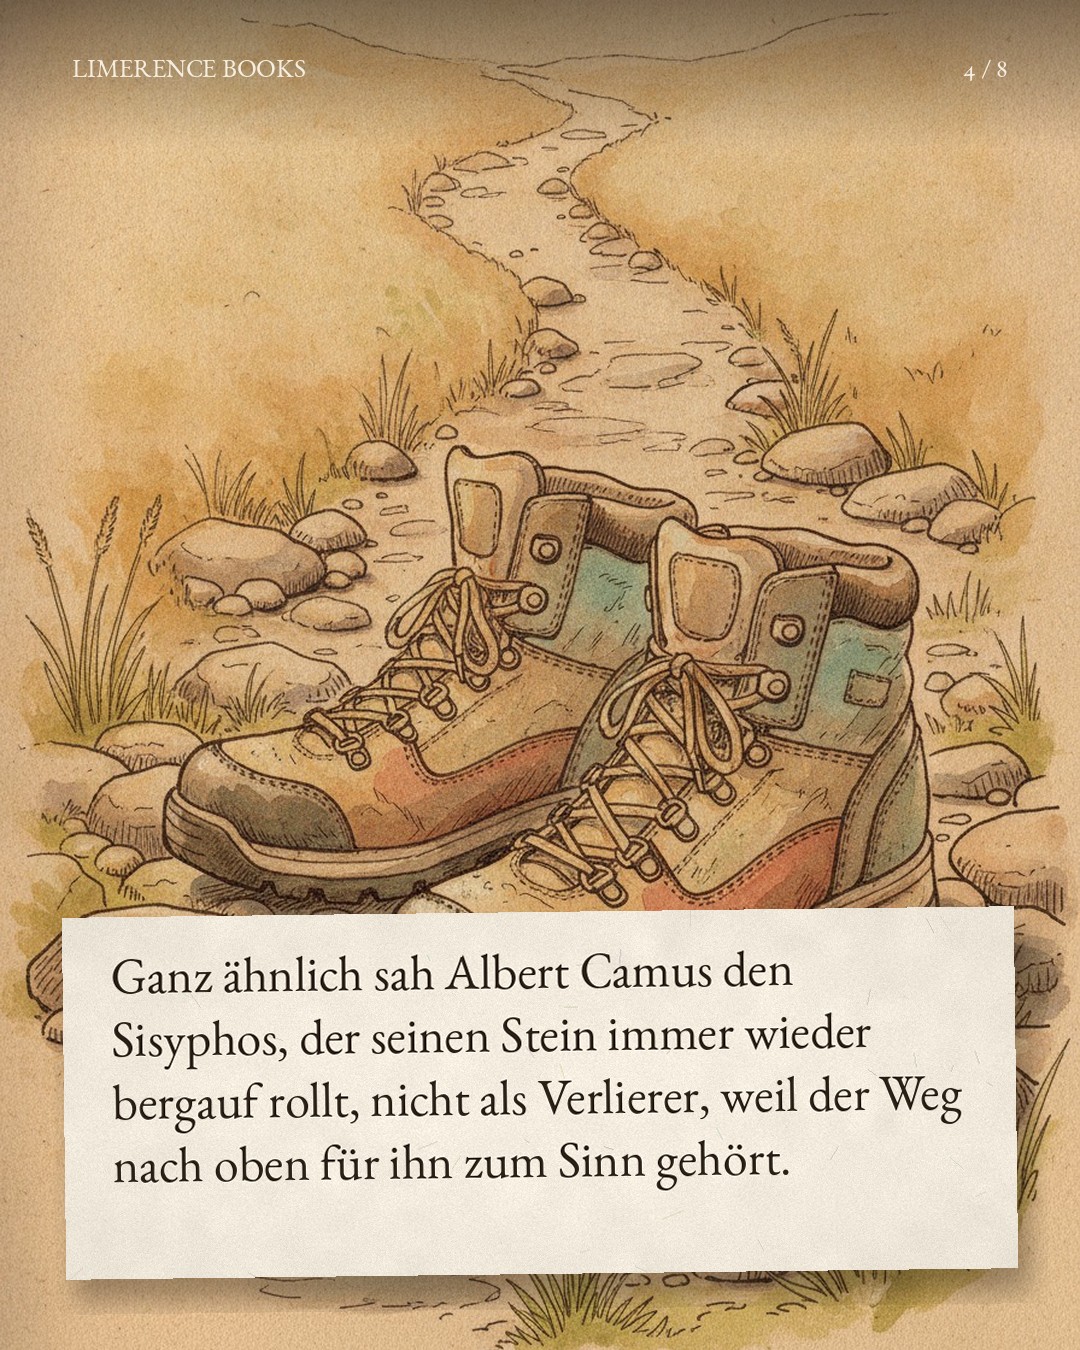 LIMERENCE BOOKS
4 / 8
Ganz ähnlich sah Albert Camus den
Sisyphos, der seinen Stein immer wieder
bergauf rollt, nicht als Verlierer, weil der Weg
nach oben für ihn zum Sinn gehört.